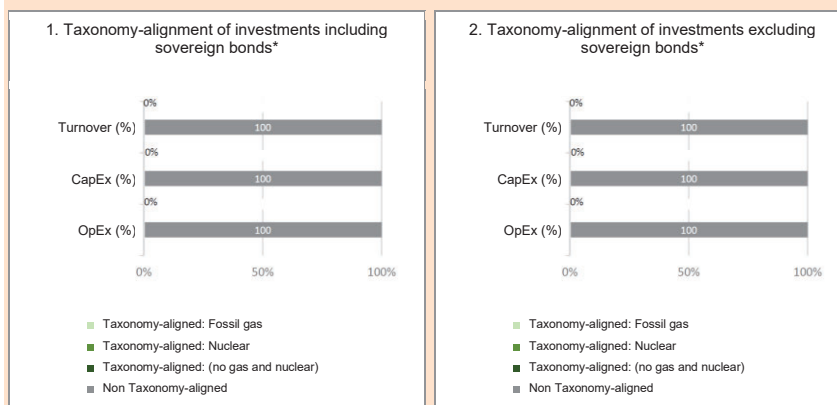 1. Taxonomy-alignment of investments including
sovereign bonds*
0%
Turnover (%)
100
0%
CapEx (%)
100
0%
OpEx (%)
100
0%
50%
100%
Taxonomy-aligned: Fossil gas
Taxonomy-aligned: Nuclear
Taxonomy-aligned: (no gas and nuclear)
Non Taxonomy-aligned
2. Taxonomy-alignment of investments excluding
sovereign bonds*
0%
Turnover (%)
100
0%
CapEx (%)
100
0%
OpEx (%)
100
0%
50%
100%
Taxonomy-aligned: Fossil gas
Taxonomy-aligned: Nuclear
Taxonomy-aligned: (no gas and nuclear)
Non Taxonomy-aligned